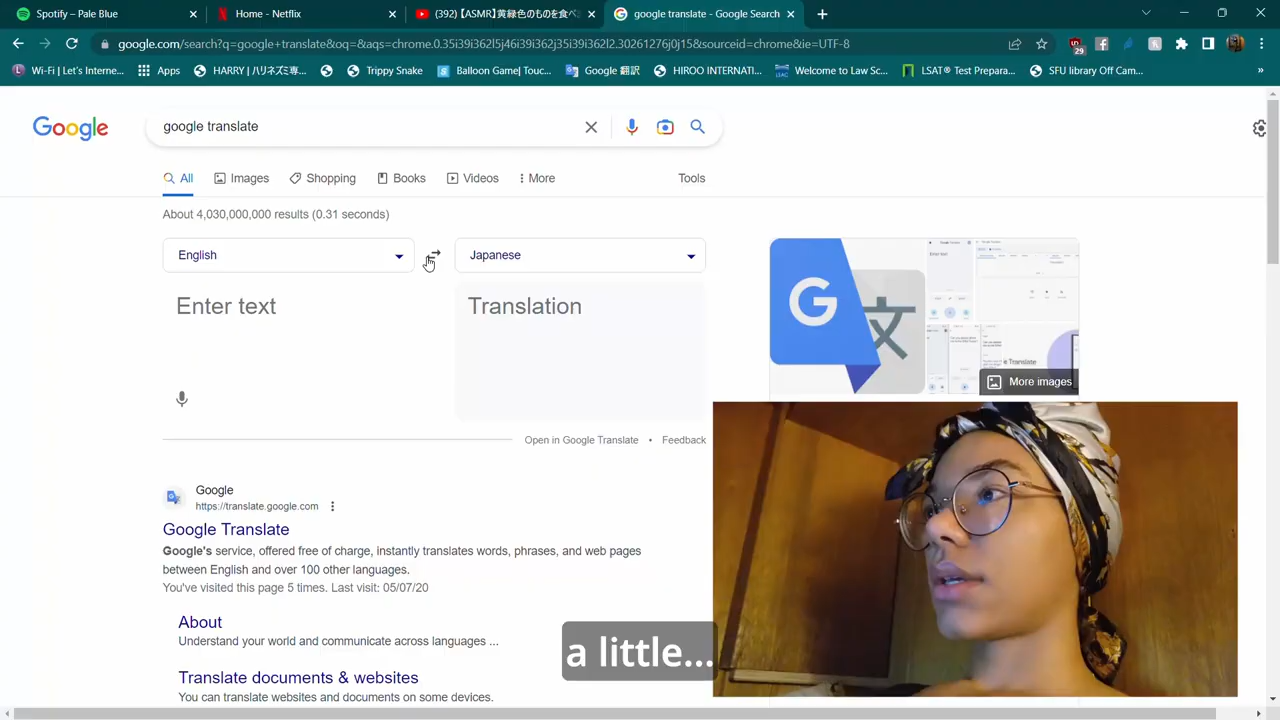 Spotify – Pale Blue
Home - Netflix
(392) 【ASMR】黄緑色のものを食べ
google translate - Google Search
google.com/search?q=google+translate&oq=&aqs=chrome.0.35i39i362l5j46i39i362j35i39i362l2.30261276j0j15&sourceid=chrome&ie=UTF-8
29
Wi-Fi | Let's Interne...
Apps
HARRY | ハリネズミ専...
Trippy Snake
Balloon Game| Touc...
Google 翻訳
HIROO INTERNATI...
Welcome to Law Sc...
LSAT® Test Prepara...
SFU library Off Cam...
»
Google
google translate
All
Images
Shopping
Books
Videos
More
Tools
About 4,030,000,000 results (0.31 seconds)
English
Japanese
Enter text
Translation
G
文
e Translate
More images
Open in Google Translate • Feedback
Google
https://translate.google.com
Google Translate
Google's service, offered free of charge, instantly translates words, phrases, and web pages
between English and over 100 other languages.
You've visited this page 5 times. Last visit: 05/07/20
About
Understand your world and communicate across languages ...
Translate documents & websites
You can translate websites and documents on some devices.
a little...